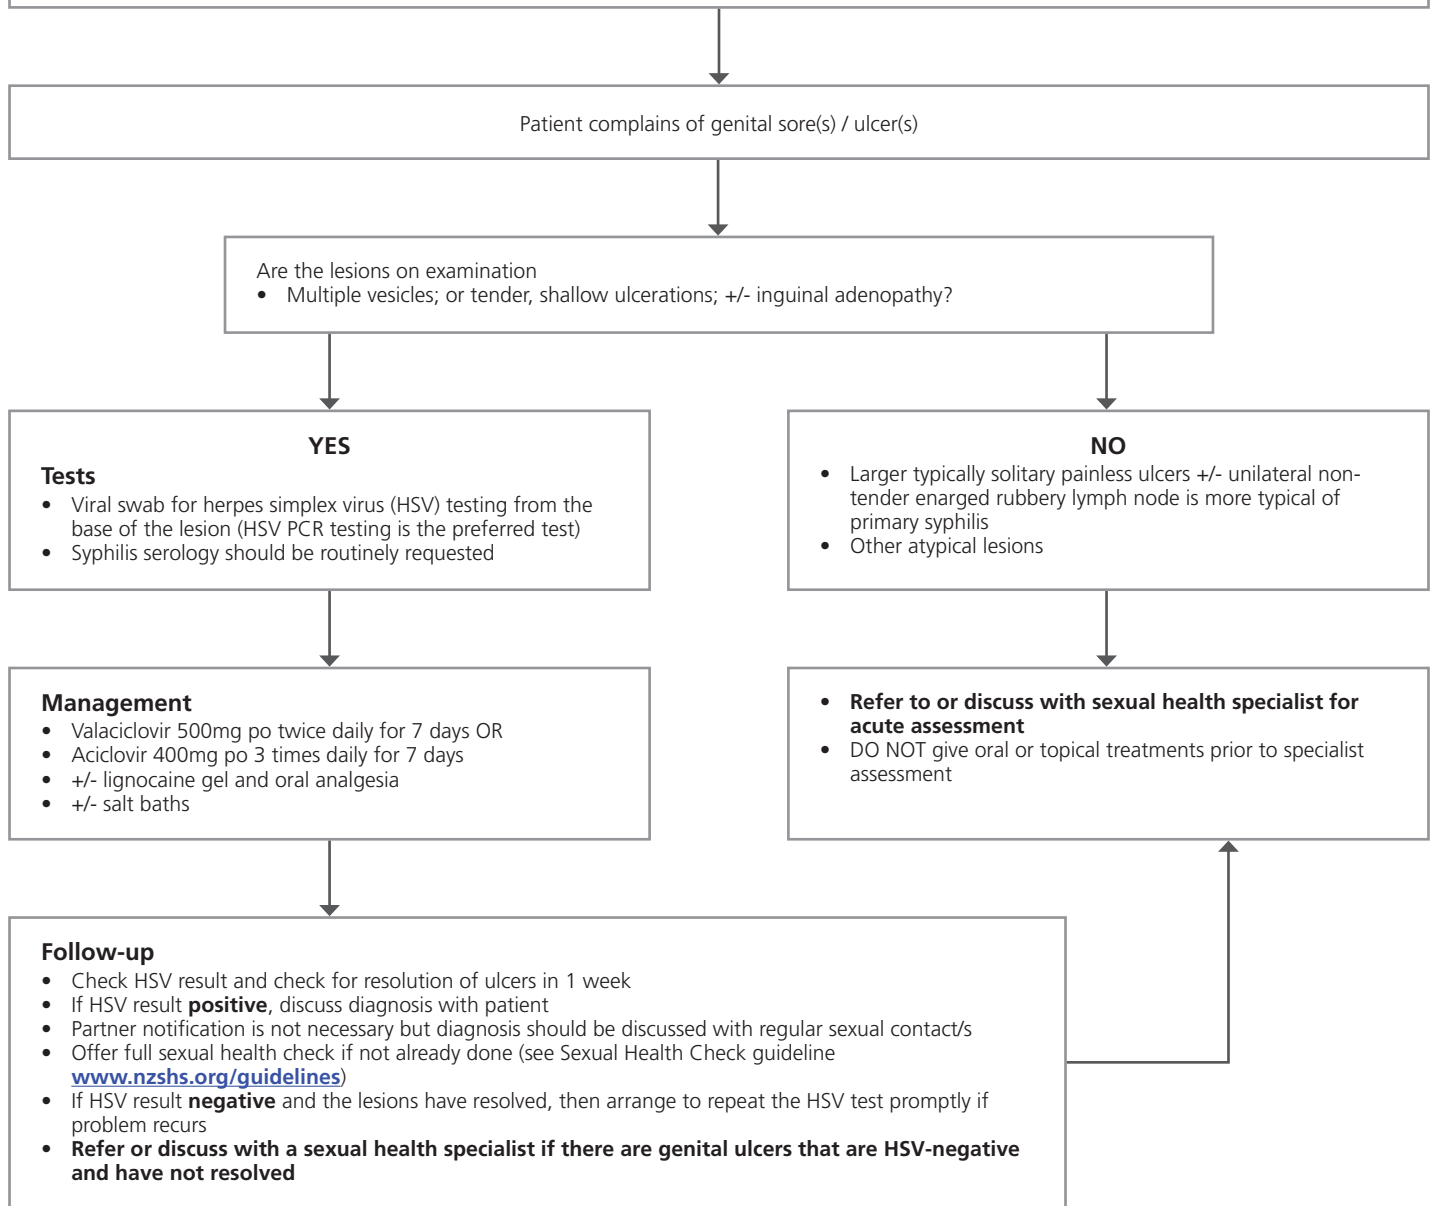 Patient complains of genital sore(s) / ulcer(s)
Are the lesions on examination
• Multiple vesicles; or tender, shallow ulcerations; +/- inguinal adenopathy?
YES
Tests
• Viral swab for herpes simplex virus (HSV) testing from the
base of the lesion (HSV PCR testing is the preferred test)
• Syphilis serology should be routinely requested
NO
• Larger typically solitary painless ulcers +/- unilateral non-
tender enarged rubbery lymph node is more typical of
primary syphilis
• Other atypical lesions
Management
• Valaciclovir 500mg po twice daily for 7 days OR
• Aciclovir 400mg po 3 times daily for 7 days
• +/- lignocaine gel and oral analgesia
• +/- salt baths
• Refer to or discuss with sexual health specialist for
acute assessment
• DO NOT give oral or topical treatments prior to specialist
assessment
Follow-up
• Check HSV result and check for resolution of ulcers in 1 week
• If HSV result positive, discuss diagnosis with patient
• Partner notification is not necessary but diagnosis should be discussed with regular sexual contact/s
• Offer full sexual health check if not already done (see Sexual Health Check guideline
www.nzshs.org/guidelines)
• If HSV result negative and the lesions have resolved, then arrange to repeat the HSV test promptly if
problem recurs
• Refer or discuss with a sexual health specialist if there are genital ulcers that are HSV-negative
and have not resolved